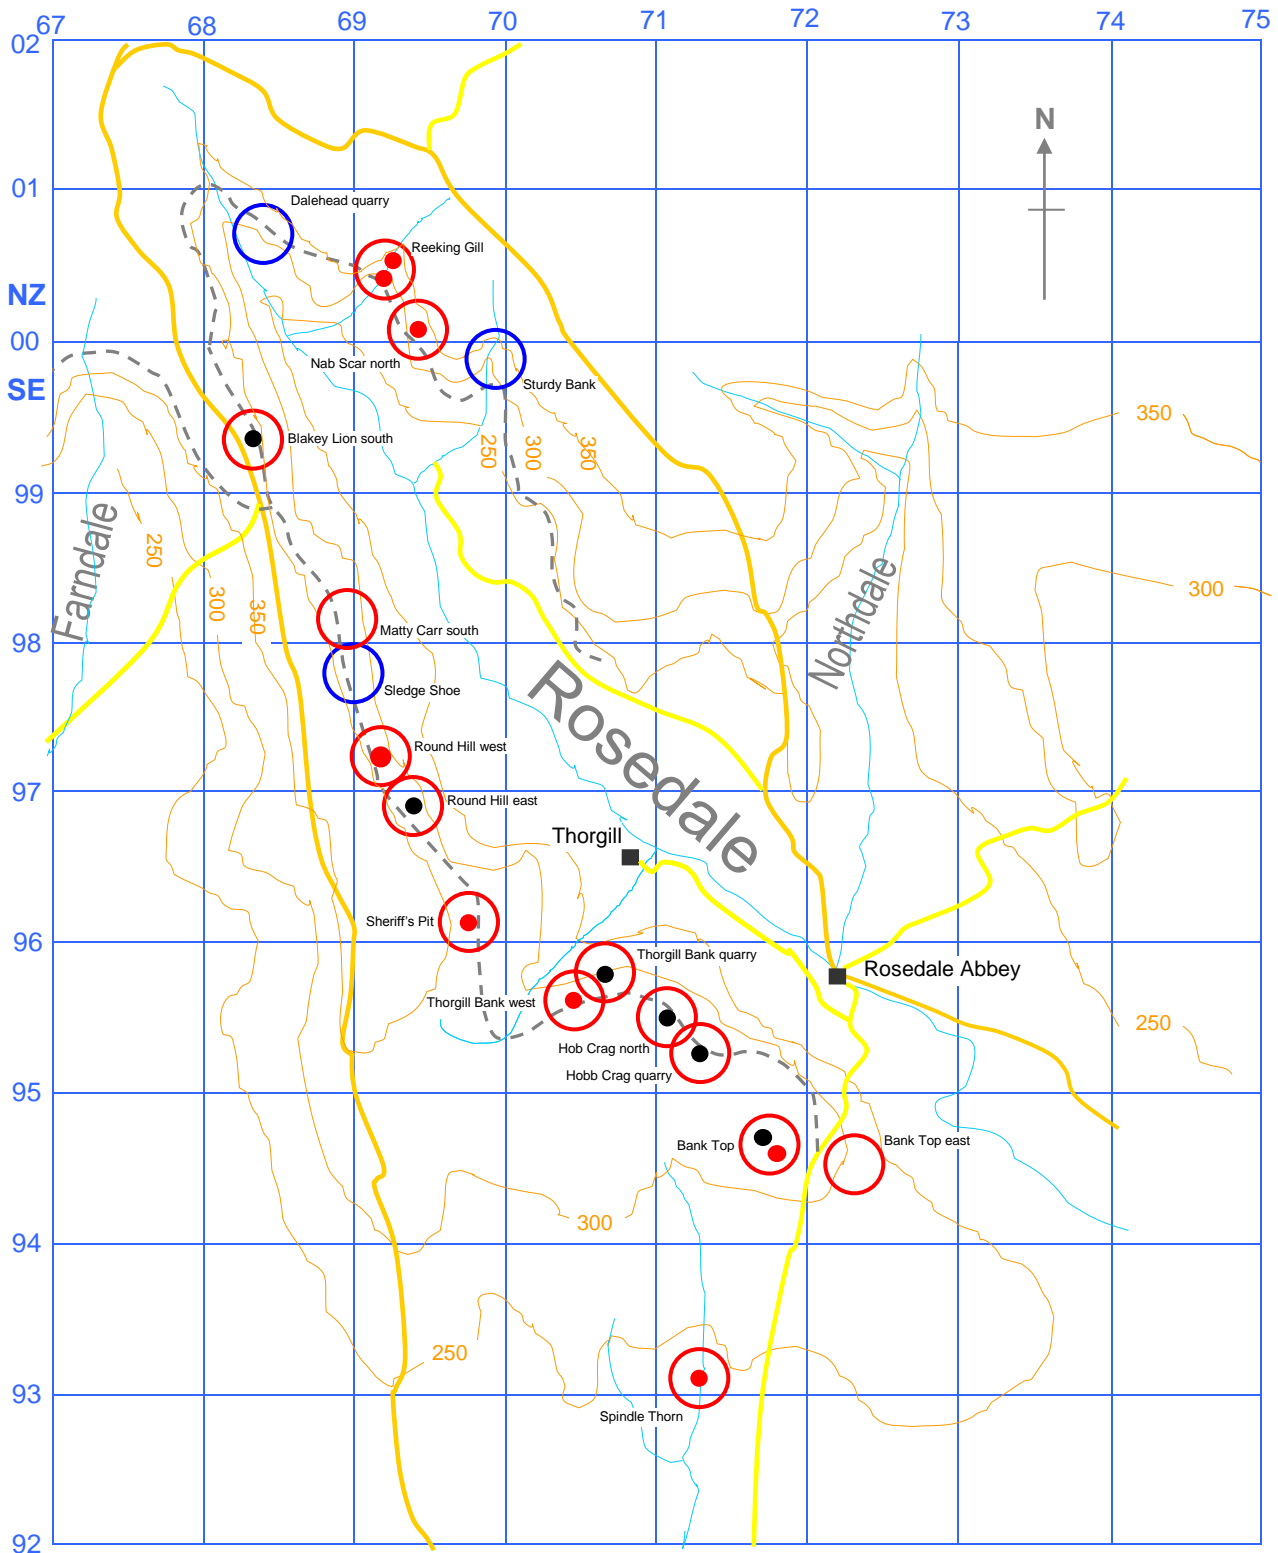 67 68 69 70 71 72 73 74 75
02
N
01
Dalehead quarry
Reeking Gill
NZ
00
Nab Scar north
SE
Sturdy Bank
350
Blakey Lion south
250
300
350
99
Farndale
250
300
350
Northdale
300
98
Matty Carr south
Rosedale
Sledge Shoe
Round Hill west
97
Round Hill east
Thorgill
Sheriff's Pit
96
Thorgill Bank quarry
Rosedale Abbey
Thorgill Bank west
250
Hob Crag north
Hobb Crag quarry
95
Bank Top
Bank Top east
300
94
250
93
Spindle Thorn
92